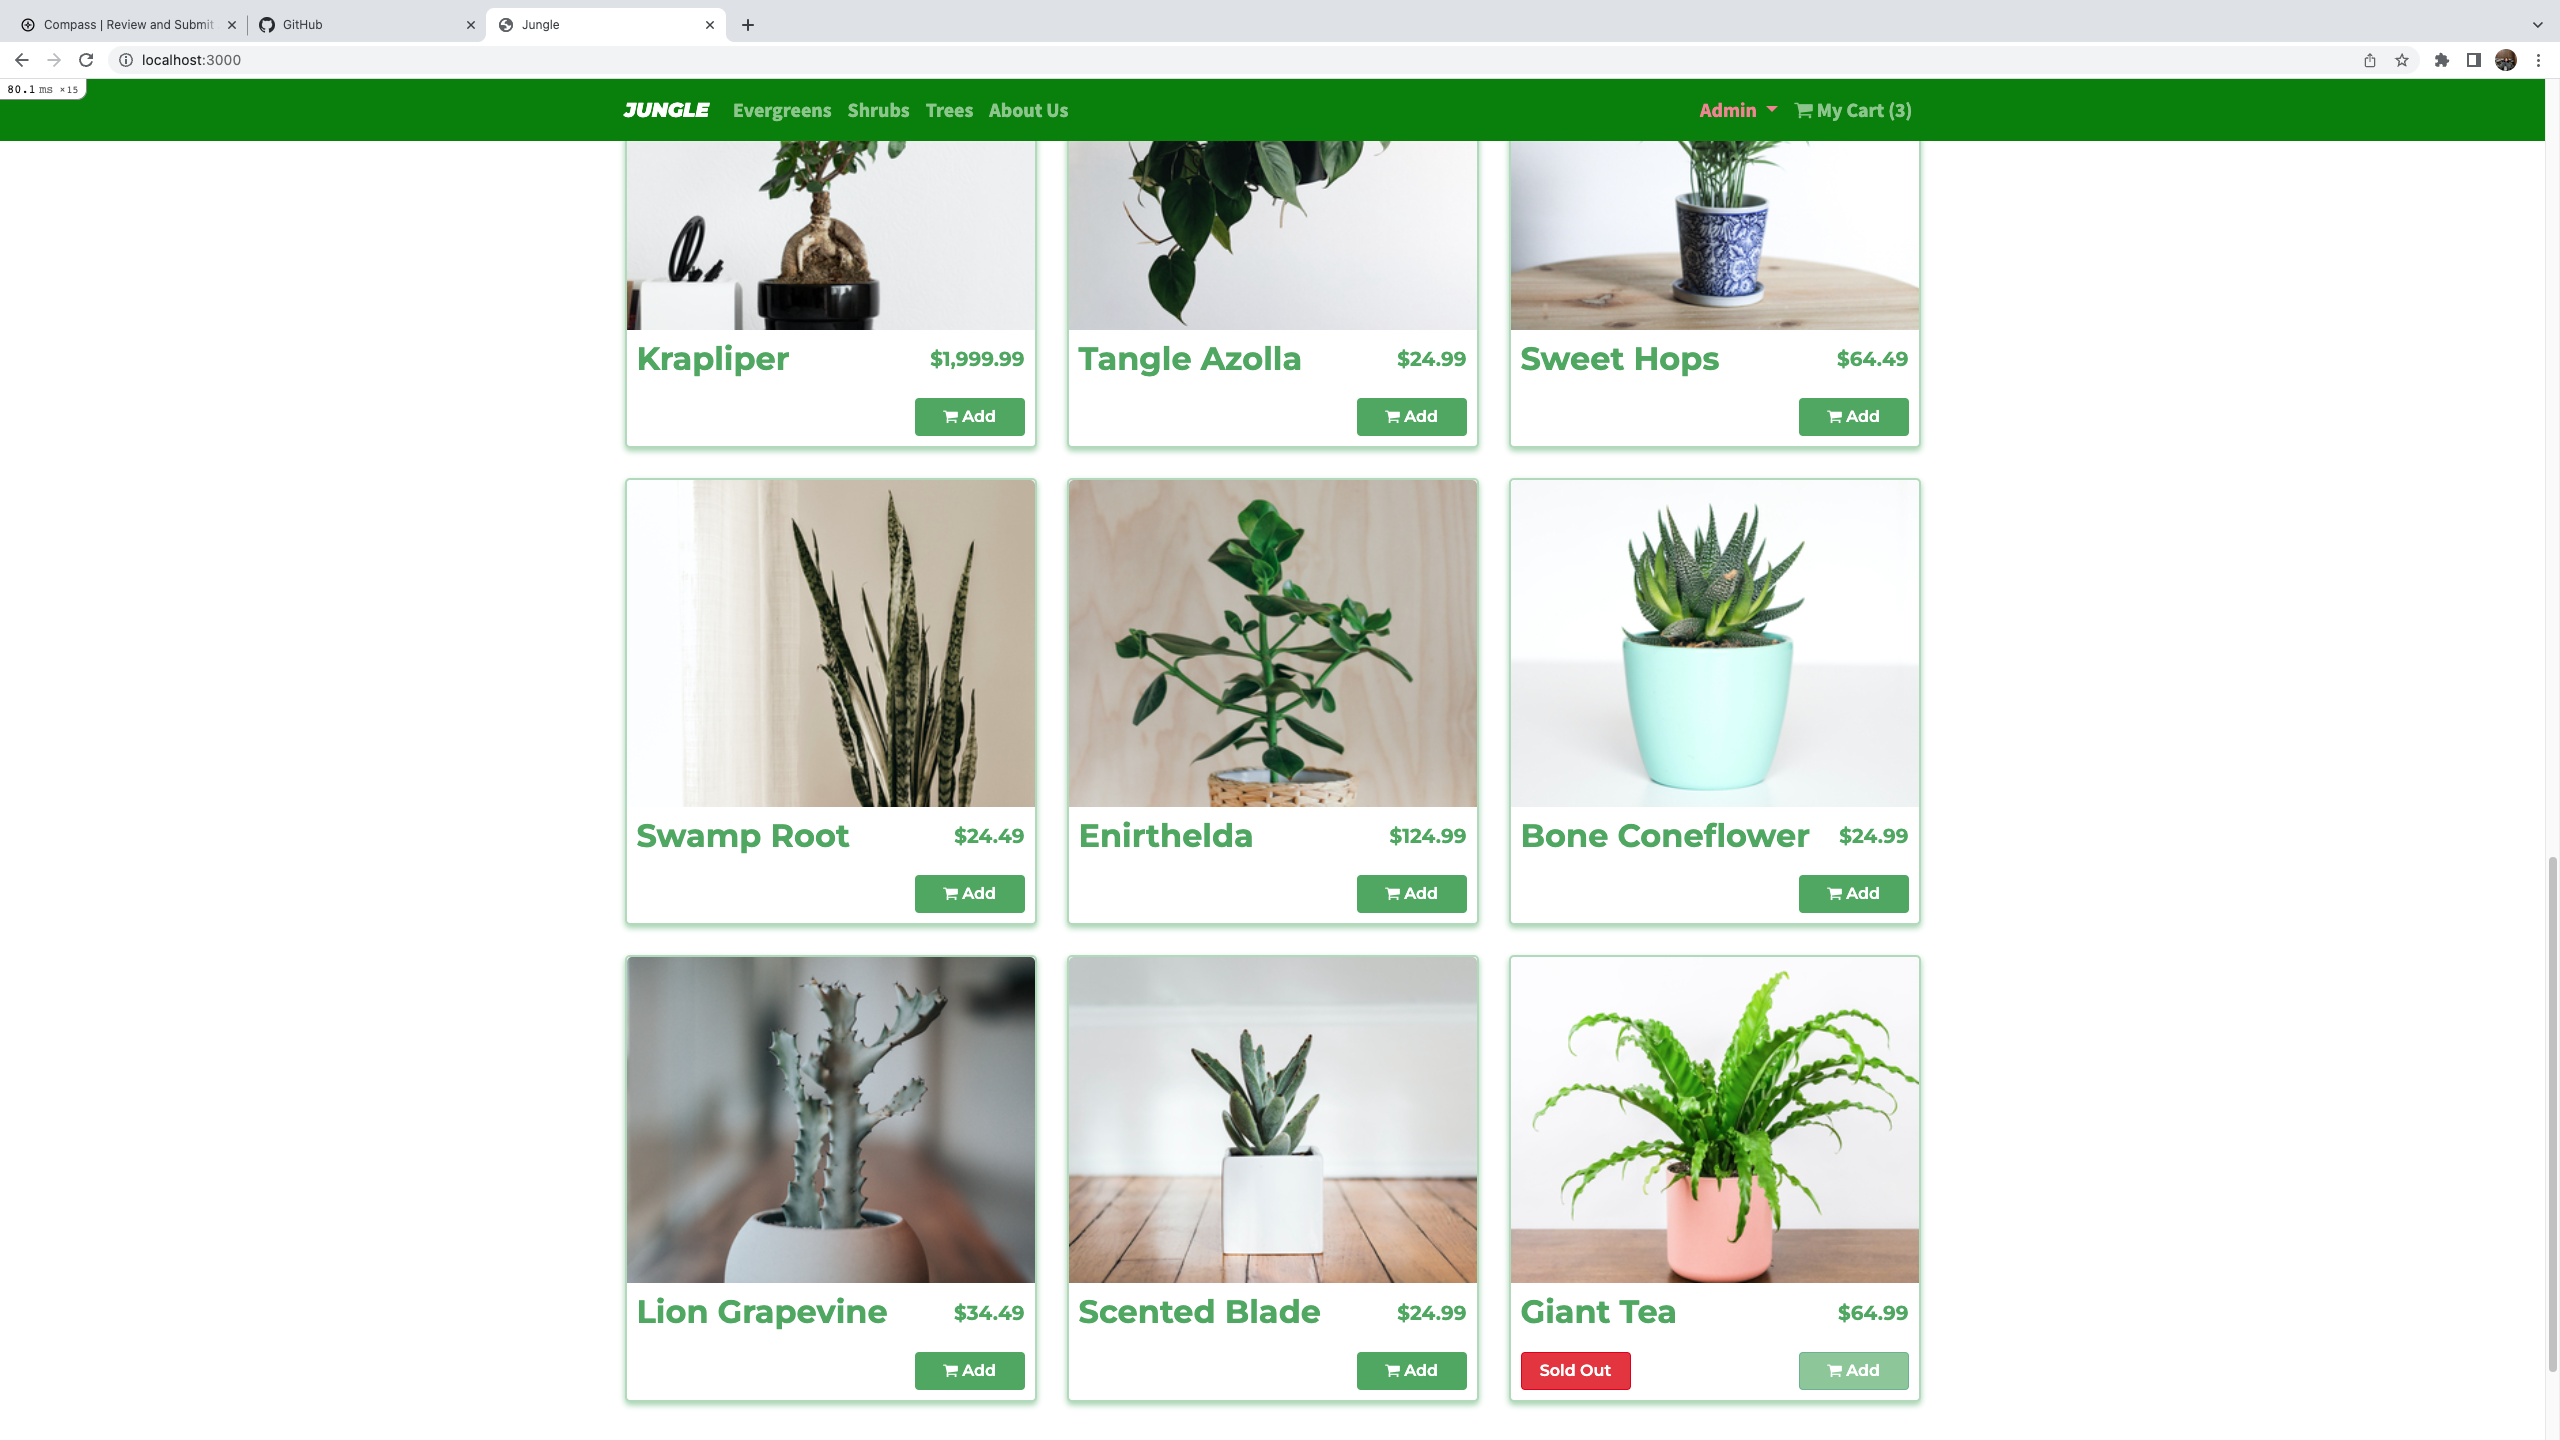 Compass | Review and Submit
GitHub
Jungle
localhost:3000
80.1 ms ×15
JUNGLE Evergreens Shrubs Trees About Us Admin My Cart (3)
Krapliper $1,999.99
Add
Tangle Azolla $24.99
Add
Sweet Hops $64.49
Add
Swamp Root $24.49
Add
Enirthelda $124.99
Add
Bone Coneflower $24.99
Add
Lion Grapevine $34.49
Add
Scented Blade $24.99
Add
Giant Tea $64.99
Sold Out Add